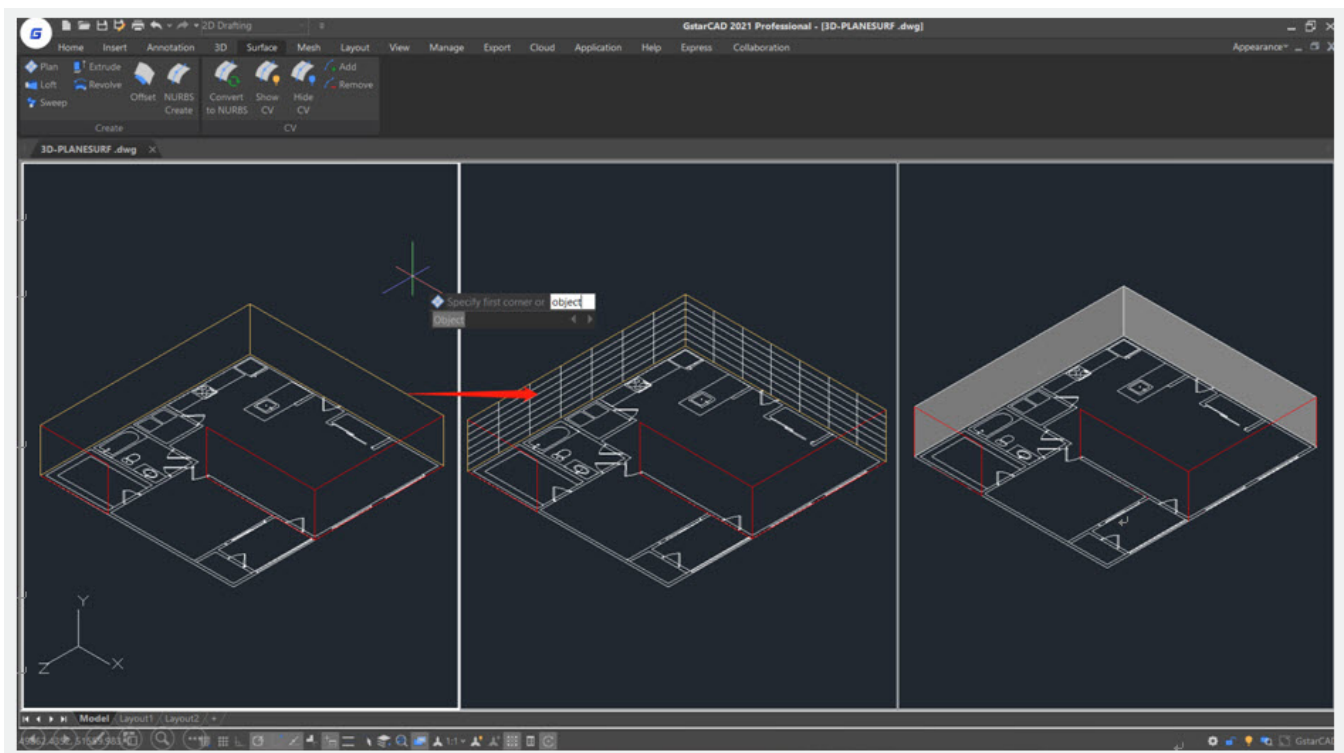 G
2D Drafting
GstarCAD 2021 Professional - [3D-PLANESURF .dwg]
Home Insert Annotation 3D Surface Mesh Layout View Manage Export Cloud Application Help Express Collaboration Appearance
Plan Extrude Add
Loft Revolve Remove
Sweep
Offset NURBS Create Convert to NURBS Show CV Hide CV
Create CV
3D-PLANESURF .dwg
Specify first corner or object
Object
Y
Z X
Model Layout1 Layout2 +
1:1
GstarCAD